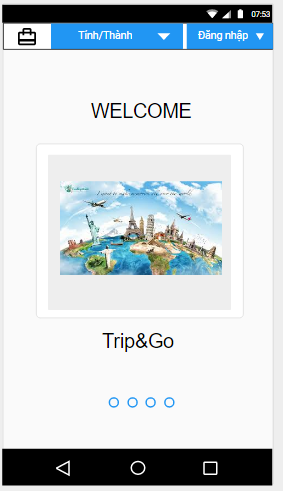 07:53
Tỉnh/Thành
Đăng nhập
WELCOME
Trip&Go